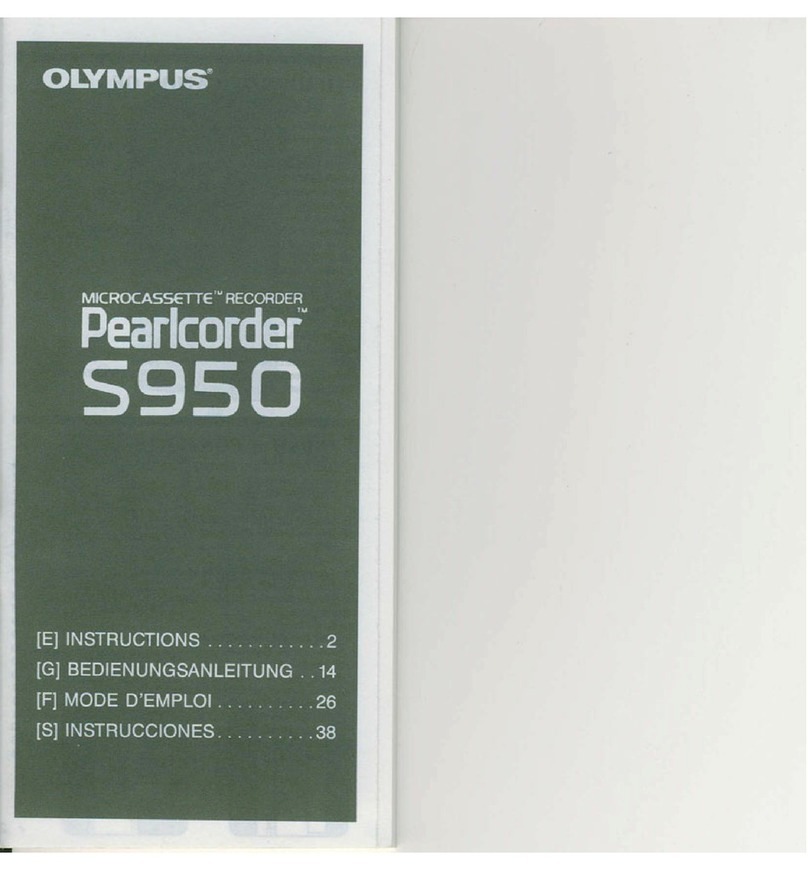 OLYMPUS®
MICROCASSETTE™ RECORDER
Pearlcorder™
S950
[E] INSTRUCTIONS ............2
[G] BEDIENUNGSANLEITUNG ..14
[F] MODE D'EMPLOI ..........26
[S] INSTRUCCIONES ..........38